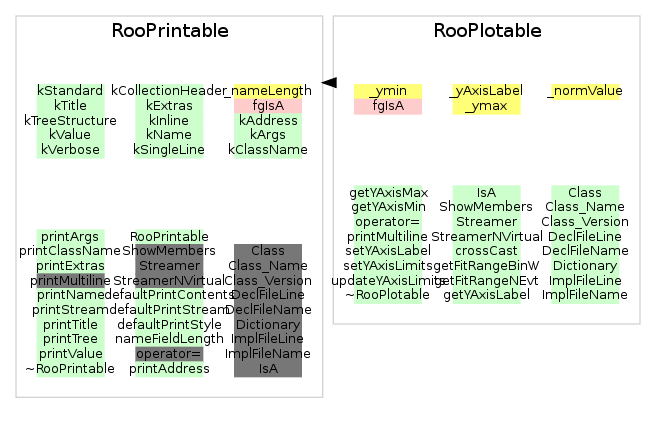 RooPrintable
kStandard kCollectionHeader _nameLength
kTitle kExtras fgIsA
kTreeStructure kInline kAddress
kValue kName kArgs
kVerbose kSingleLine kClassName
printArgs RooPrintable
printClassName ShowMembers Class
printExtras Streamer Class_Name
printMultiline StreamerNVirtual Class_Version
printName defaultPrintContents DeclFileLine
printStream defaultPrintStream DeclFileName
printTitle defaultPrintStyle Dictionary
printTree nameFieldLength ImplFileLine
printValue operator= ImplFileName
~RooPrintable printAddress IsA
RooPlotable
_ymin _yAxisLabel _normValue
fgIsA _ymax
getYAxisMax IsA Class
getYAxisMin ShowMembers Class_Name
operator= Streamer Class_Version
printMultiline StreamerNVirtual DeclFileLine
setYAxisLabel crossCast DeclFileName
setYAxisLimits getFitRangeBinW Dictionary
updateYAxisLimits getFitRangeNEvt ImplFileLine
~RooPlotable getYAxisLabel ImplFileName